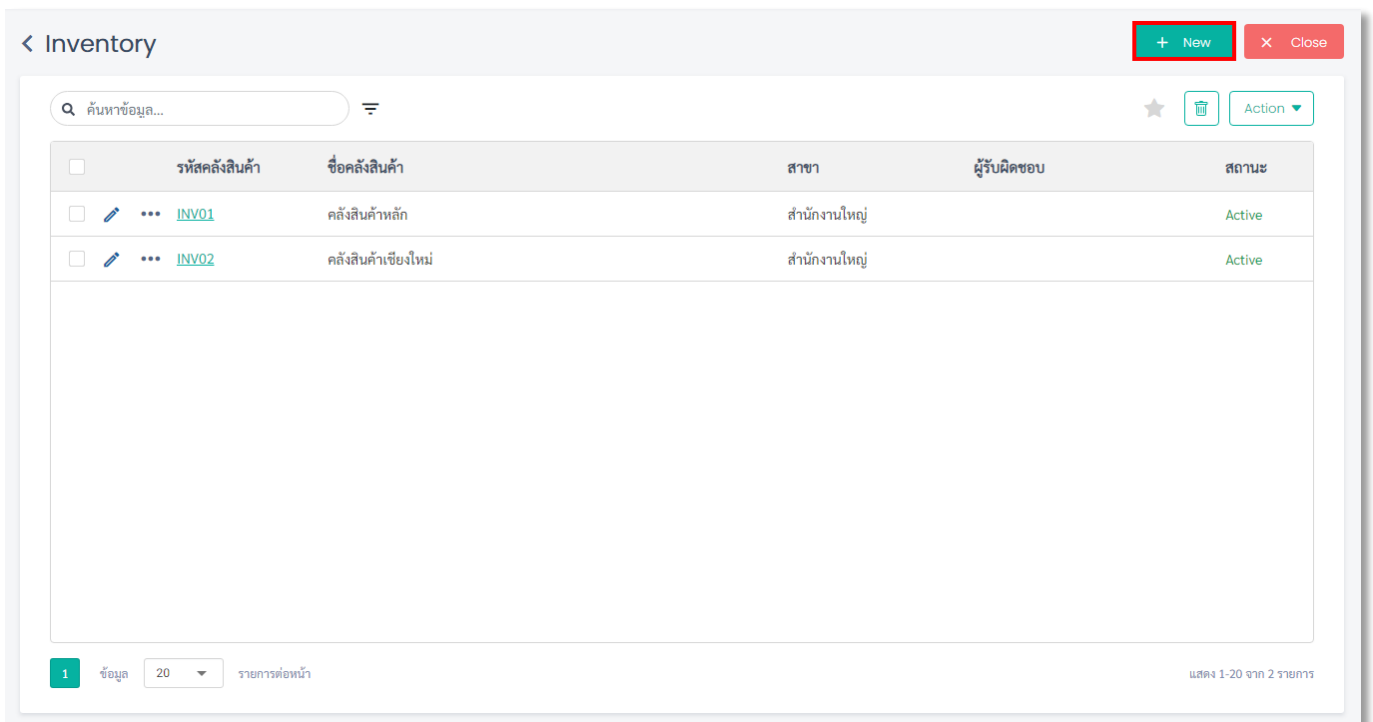 Inventory
+ New
× Close
ค้นหาข้อมูล...
Action
รหัสคลังสินค้า ชื่อคลังสินค้า สาขา ผู้รับผิดชอบ สถานะ
INV01 คลังสินค้าหลัก สำนักงานใหญ่ Active
INV02 คลังสินค้าเชียงใหม่ สำนักงานใหญ่ Active
1 ข้อมูล 20 รายการต่อหน้า แสดง 1-20 จาก 2 รายการ